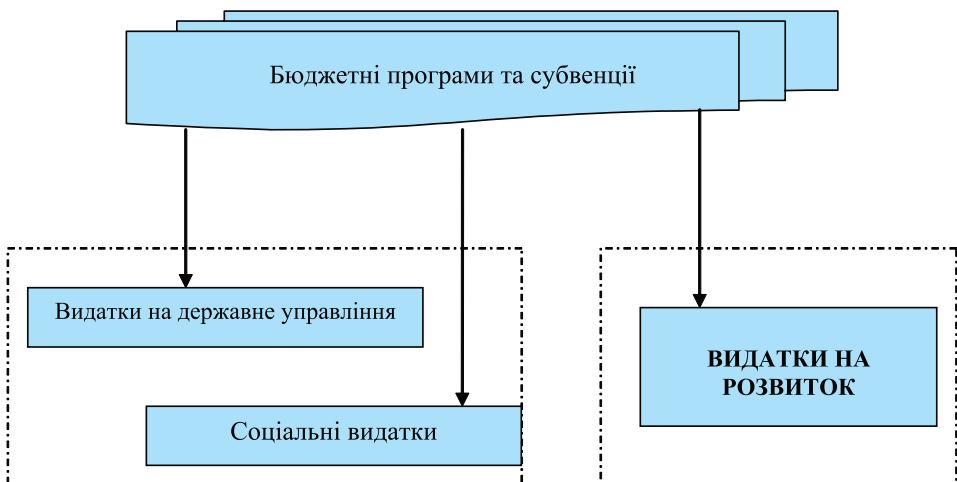 Бюджетні програми та субвенції
Видатки на державне управління
ВИДАТКИ НА
РОЗВИТОК
Соціальні видатки